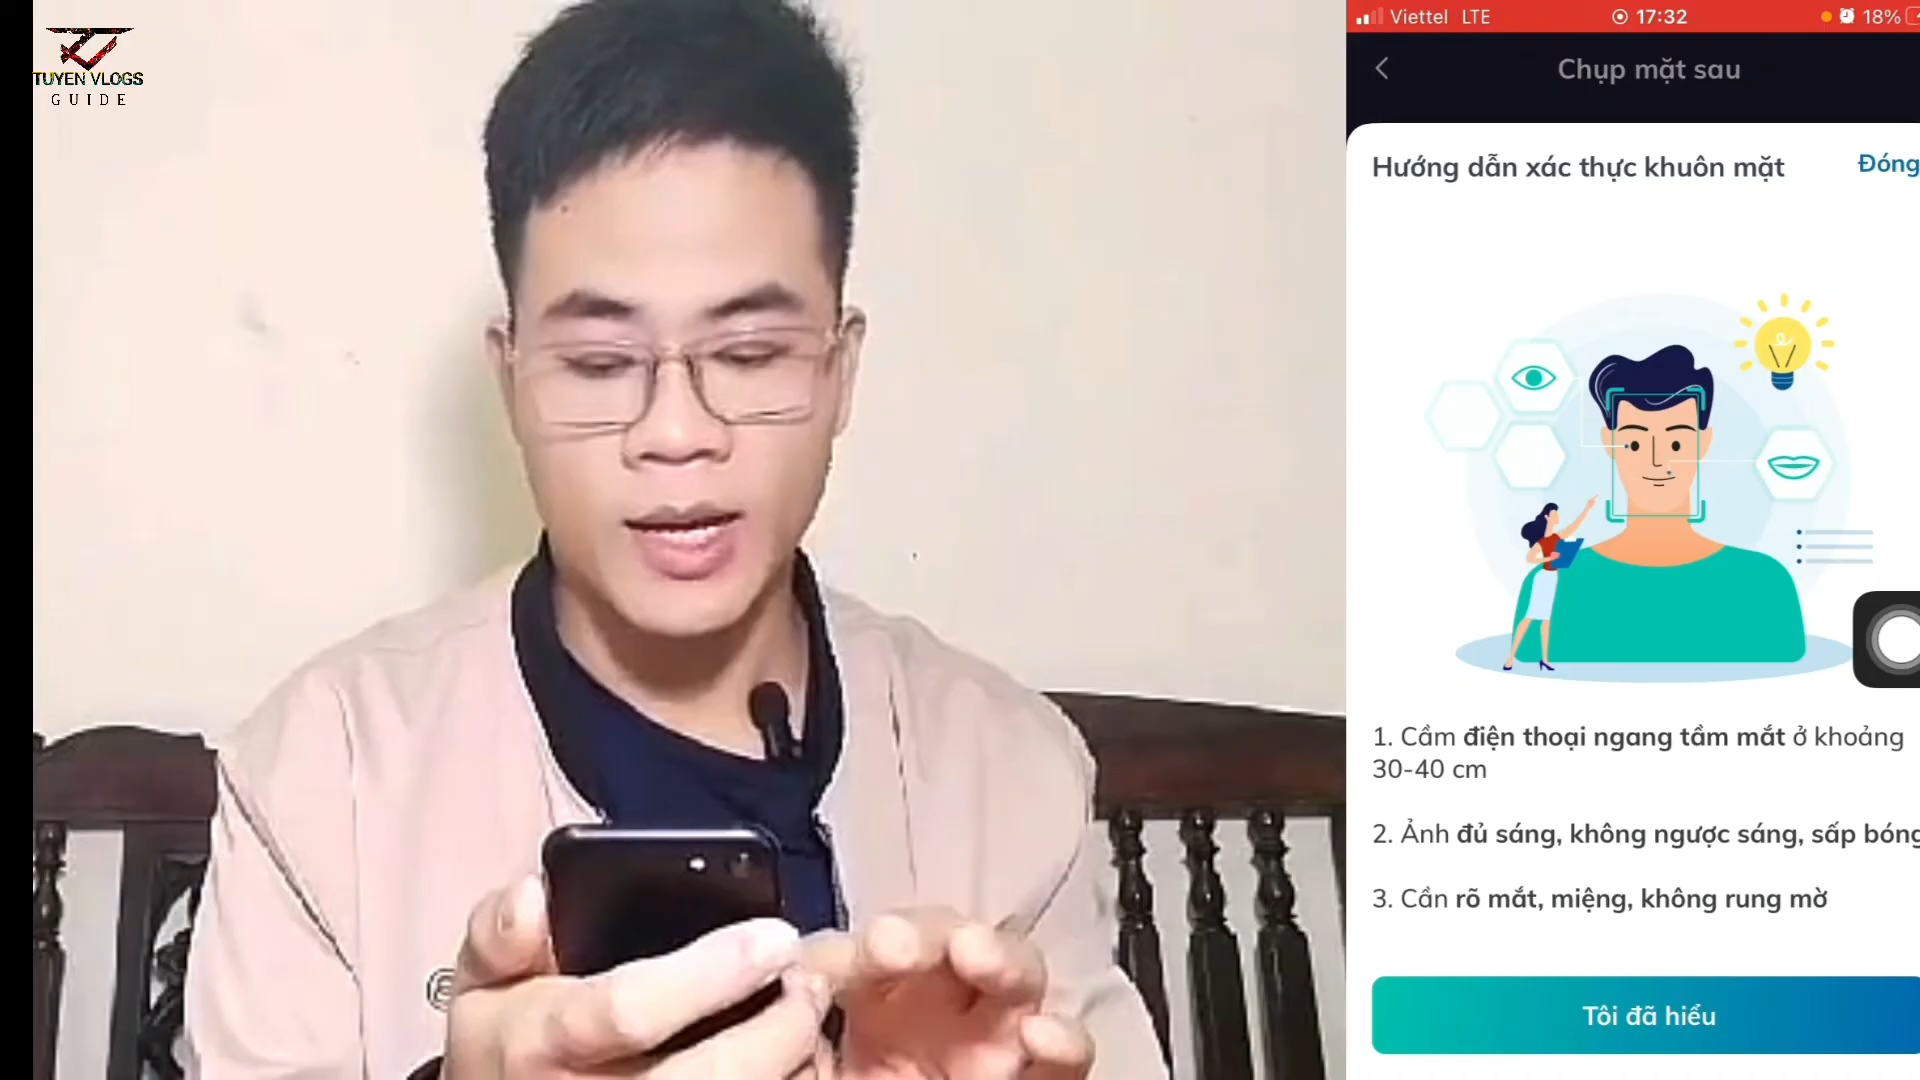 TUYEN VLOGS
GUIDE
Viettel LTE
17:32
18%
Chụp mặt sau
Hướng dẫn xác thực khuôn mặt
Đóng
1. Cầm điện thoại ngang tầm mắt ở khoảng
30-40 cm
2. Ảnh đủ sáng, không ngược sáng, sấp bóng
3. Cần rõ mắt, miệng, không rung mờ
Tôi đã hiểu